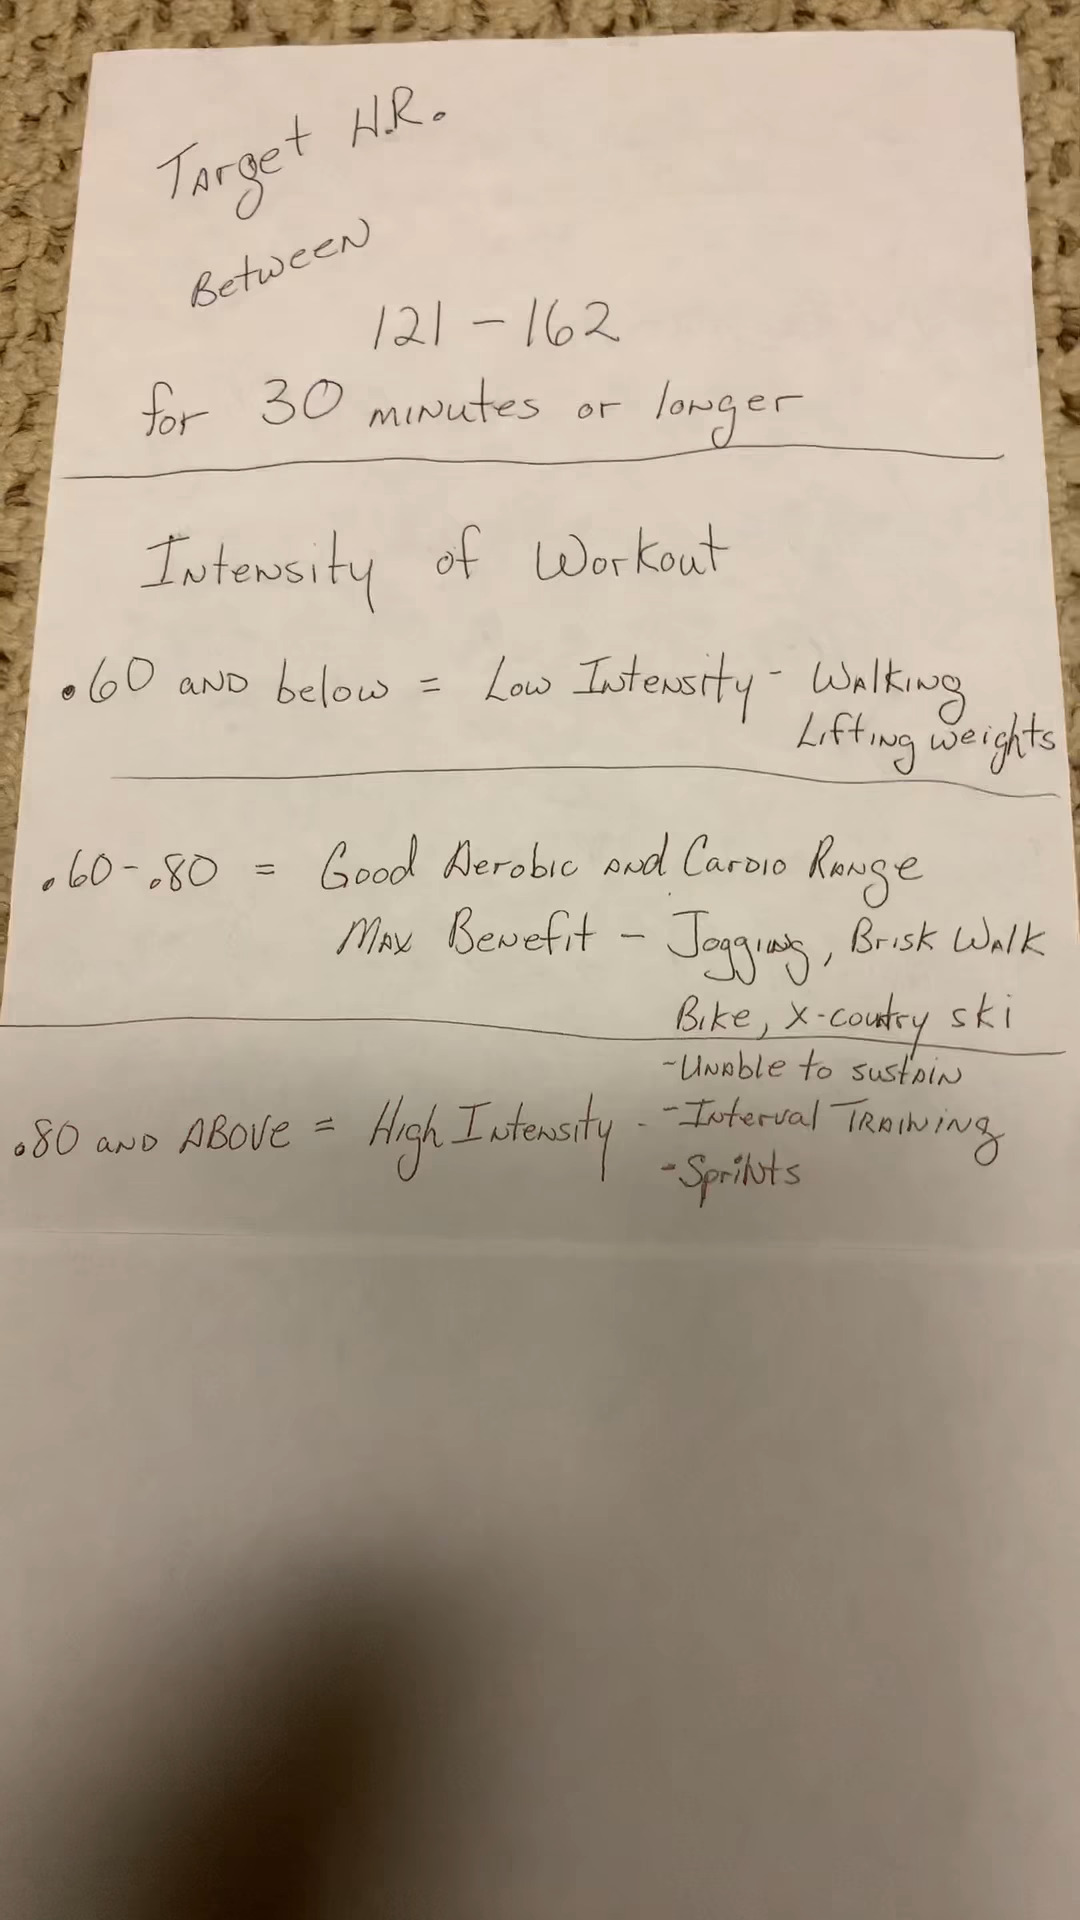 Target H.R.
Between
121 - 162
for 30 minutes or longer
Intensity of Workout
.60 and below = Low Intensity - Walking
Lifting weights
.60-.80 = Good Aerobic and Cardio Range
Max Benefit - Jogging, Brisk Walk
Bike, X-country ski
-Unable to sustain
.80 and ABOVE = High Intensity - -Interval Training
-Sprints